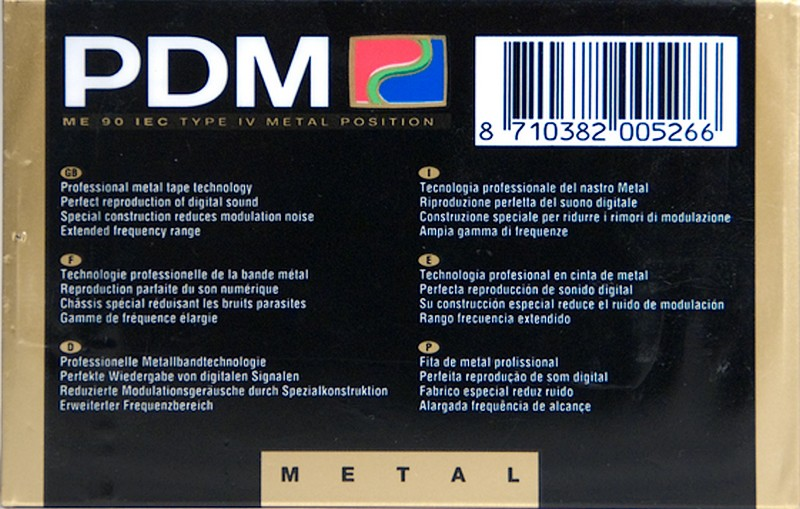 PDM
ME 90 IEC TYPE IV METAL POSITION
8 710382 005266
GB
Professional metal tape technology
Perfect reproduction of digital sound
Special construction reduces modulation noise
Extended frequency range
F
Technologie professionelle de la bande métal
Reproduction parfaite du son numérique
Châssis spécial réduisant les bruits parasites
Gamme de fréquence élargie
D
Professionelle Metallbandtechnologie
Perfekte Wiedergabe von digitalen Signalen
Reduzierte Modulationsgeräusche durch Spezialkonstruktion
Erweiterter Frequenzbereich
I
Tecnologia professionale del nastro Metal
Riproduzione perfetta del suono digitale
Construzione speciale per ridurre i rimori di modulazione
Ampia gamma di frequenze
E
Technología profesional en cinta de metal
Perfecta reproducción de sonido digital
Su construcción especial reduce el ruido de modulación
Rango frecuencia extendido
P
Fita de metal profissional
Perfeita reprodução de som digital
Fabrico especial reduz ruido
Alargada frequência de alcançe
METAL